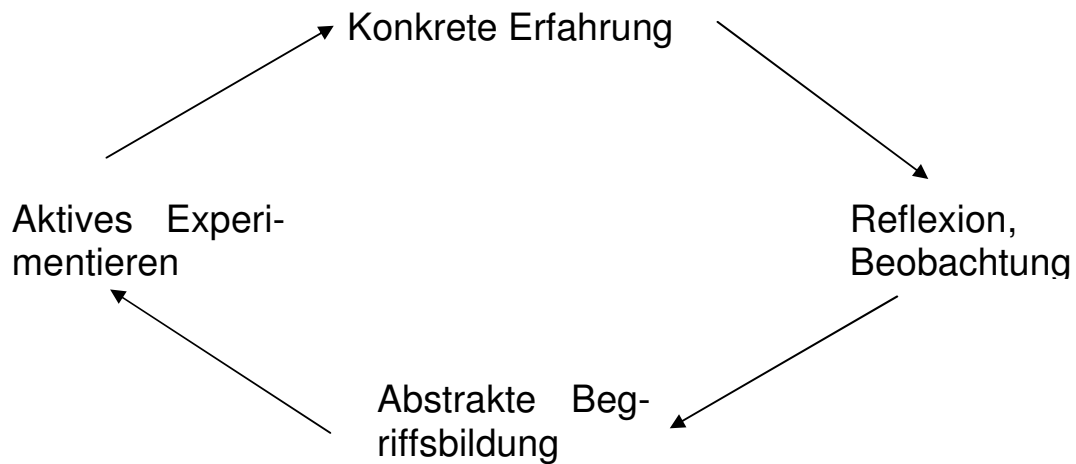 Konkrete Erfahrung
Aktives Experi-
mentieren
Reflexion,
Beobachtung
Abstrakte Beg-
riffsbildung